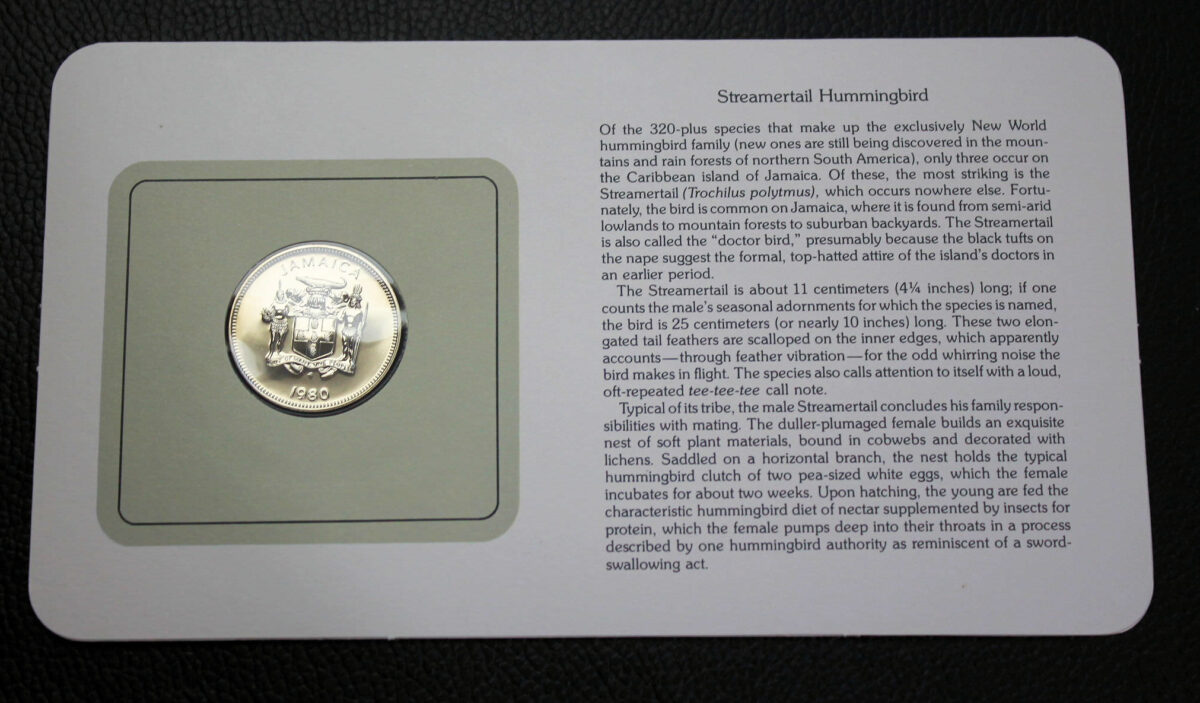 JAMAICA
1980
Streamertail Hummingbird
Of the 320-plus species that make up the exclusively New World
hummingbird family (new ones are still being discovered in the moun-
tains and rain forests of northern South America), only three occur on
the Caribbean island of Jamaica. Of these, the most striking is the
Streamertail (Trochilus polytmus), which occurs nowhere else. Fortu-
nately, the bird is common on Jamaica, where it is found from semi-arid
lowlands to mountain forests to suburban backyards. The Streamertail
is also called the “doctor bird,” presumably because the black tufts on
the nape suggest the formal, top-hatted attire of the island's doctors in
an earlier period.
The Streamertail is about 11 centimeters (4¼ inches) long; if one
counts the male's seasonal adornments for which the species is named,
the bird is 25 centimeters (or nearly 10 inches) long. These two elon-
gated tail feathers are scalloped on the inner edges, which apparently
accounts—through feather vibration—for the odd whirring noise the
bird makes in flight. The species also calls attention to itself with a loud,
oft-repeated tee-tee-tee call note.
Typical of its tribe, the male Streamertail concludes his family respon-
sibilities with mating. The duller-plumaged female builds an exquisite
nest of soft plant materials, bound in cobwebs and decorated with
lichens. Saddled on a horizontal branch, the nest holds the typical
hummingbird clutch of two pea-sized white eggs, which the female
incubates for about two weeks. Upon hatching, the young are fed the
characteristic hummingbird diet of nectar supplemented by insects for
protein, which the female pumps deep into their throats in a process
described by one hummingbird authority as reminiscent of a sword-
swallowing act.